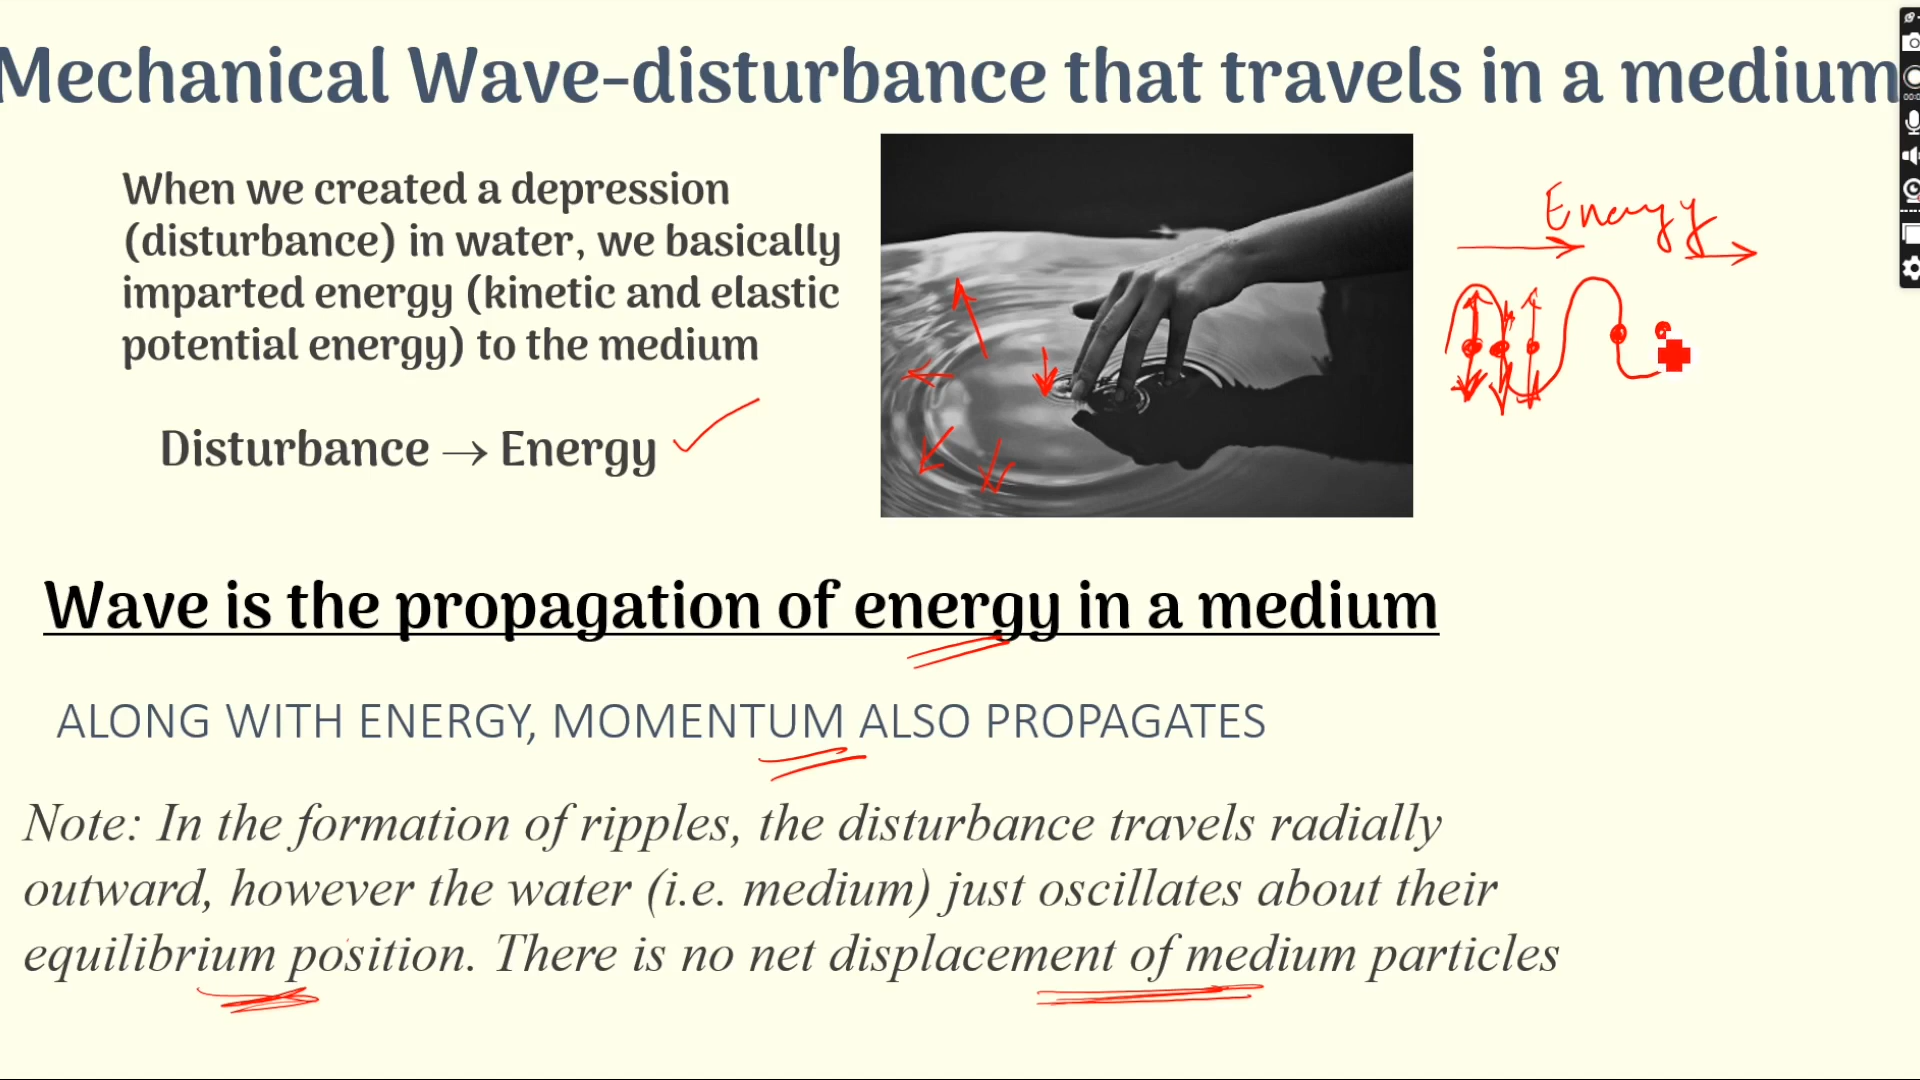 Mechanical Wave-disturbance that travels in a medium
When we created a depression
(disturbance) in water, we basically
imparted energy (kinetic and elastic
potential energy) to the medium
Energy
Disturbance → Energy
Wave is the propagation of energy in a medium
ALONG WITH ENERGY, MOMENTUM ALSO PROPAGATES
Note: In the formation of ripples, the disturbance travels radially
outward, however the water (i.e. medium) just oscillates about their
equilibrium position. There is no net displacement of medium particles